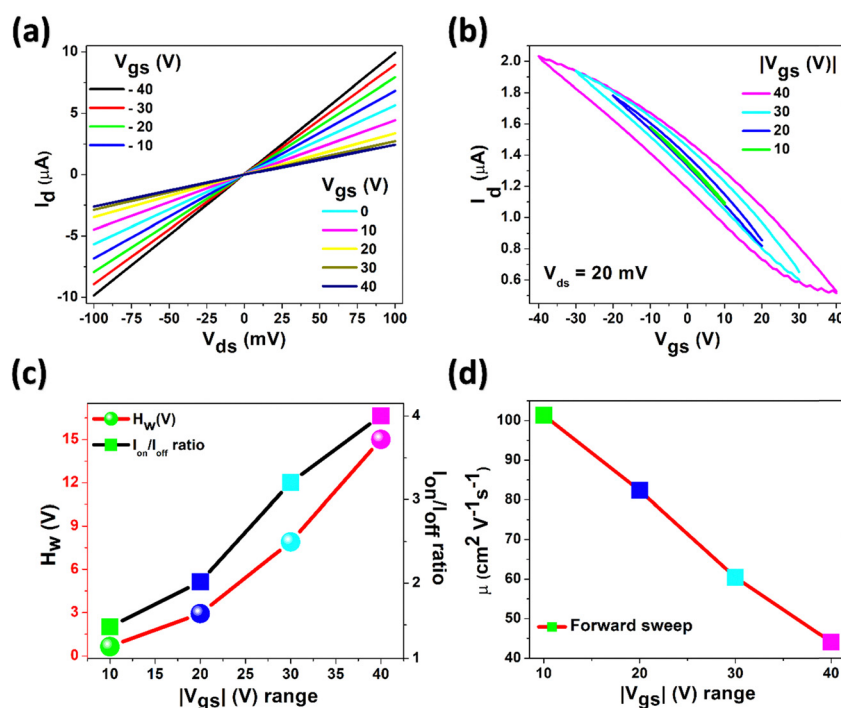 (a)
10
5
0
-5
-10
I_d (μA)
V_gs (V)
- 40
- 30
- 20
- 10
V_gs (V)
0
10
20
30
40
-100 -75 -50 -25 0 25 50 75 100
V_ds (mV)
(b)
2.0
1.8
1.6
1.4
1.2
1.0
0.8
0.6
I_d (μA)
|V_gs (V)|
40
30
20
10
V_ds = 20 mV
-40 -30 -20 -10 0 10 20 30 40
V_gs (V)
(c)
15
12
9
6
3
0
H_W (V)
H_W(V)
I_on/I_off ratio
4
3
2
1
I_on/I_off ratio
10 15 20 25 30 35 40
|V_gs| (V) range
(d)
100
90
80
70
60
50
40
μ (cm² V⁻¹s⁻¹)
Forward sweep
10 20 30 40
|V_gs| (V) range